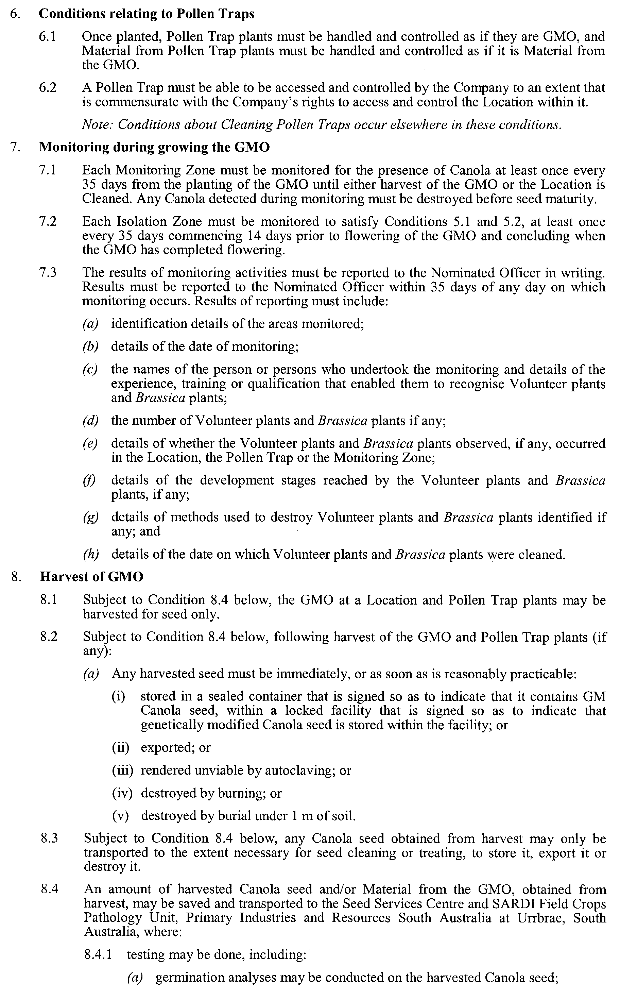 6. Conditions relating to Pollen Traps
6.1 Once planted, Pollen Trap plants must be handled and controlled as if they are GMO, and
Material from Pollen Trap plants must be handled and controlled as if it is Material from
the GMO.
6.2 A Pollen Trap must be able to be accessed and controlled by the Company to an extent that
is commensurate with the Company's rights to access and control the Location within it.
Note: Conditions about Cleaning Pollen Traps occur elsewhere in these conditions.
7. Monitoring during growing the GMO
7.1 Each Monitoring Zone must be monitored for the presence of Canola at least once every
35 days from the planting of the GMO until either harvest of the GMO or the Location is
Cleaned. Any Canola detected during monitoring must be destroyed before seed maturity.
7.2 Each Isolation Zone must be monitored to satisfy Conditions 5.1 and 5.2, at least once
every 35 days commencing 14 days prior to flowering of the GMO and concluding when
the GMO has completed flowering.
7.3 The results of monitoring activities must be reported to the Nominated Officer in writing.
Results must be reported to the Nominated Officer within 35 days of any day on which
monitoring occurs. Results of reporting must include:
(a) identification details of the areas monitored;
(b) details of the date of monitoring;
(c) the names of the person or persons who undertook the monitoring and details of the
experience, training or qualification that enabled them to recognise Volunteer plants
and Brassica plants;
(d) the number of Volunteer plants and Brassica plants if any;
(e) details of whether the Volunteer plants and Brassica plants observed, if any, occurred
in the Location, the Pollen Trap or the Monitoring Zone;
(f) details of the development stages reached by the Volunteer plants and Brassica
plants, if any;
(g) details of methods used to destroy Volunteer plants and Brassica plants identified if
any; and
(h) details of the date on which Volunteer plants and Brassica plants were cleaned.
8. Harvest of GMO
8.1 Subject to Condition 8.4 below, the GMO at a Location and Pollen Trap plants may be
harvested for seed only.
8.2 Subject to Condition 8.4 below, following harvest of the GMO and Pollen Trap plants (if
any):
(a) Any harvested seed must be immediately, or as soon as is reasonably practicable:
(i) stored in a sealed container that is signed so as to indicate that it contains GM
Canola seed, within a locked facility that is signed so as to indicate that
genetically modified Canola seed is stored within the facility; or
(ii) exported; or
(iii) rendered unviable by autoclaving; or
(iv) destroyed by burning; or
(v) destroyed by burial under 1 m of soil.
8.3 Subject to Condition 8.4 below, any Canola seed obtained from harvest may only be
transported to the extent necessary for seed cleaning or treating, to store it, export it or
destroy it.
8.4 An amount of harvested Canola seed and/or Material from the GMO, obtained from
harvest, may be saved and transported to the Seed Services Centre and SARDI Field Crops
Pathology Unit, Primary Industries and Resources South Australia at Urrbrae, South
Australia, where:
8.4.1 testing may be done, including:
(a) germination analyses may be conducted on the harvested Canola seed;